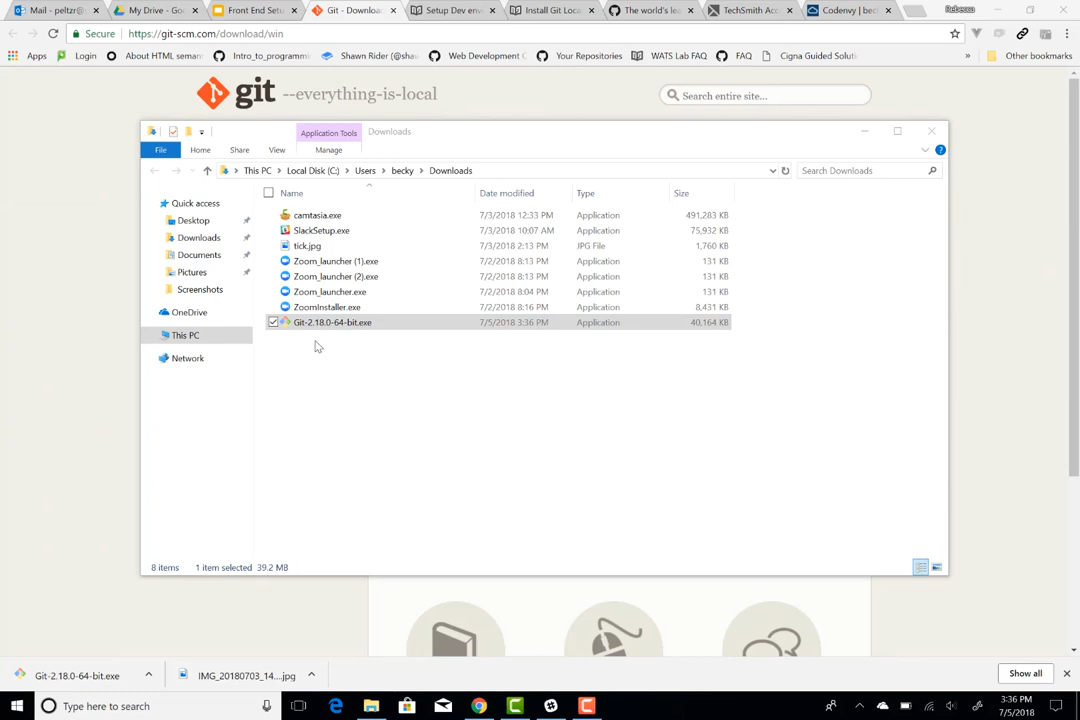 Mail - peltzr@
My Drive - Goo
Front End Setu
Git - Downloac
Setup Dev env
Install Git Loca
The world's lea
TechSmith Acc
Codenvy | bec
Rebecca
Secure
https://git-scm.com/download/win
Apps
Login
About HTML seman
Intro_to_programmi
Shawn Rider (@sha
Web Development (
Your Repositories
WATS Lab FAQ
FAQ
Cigna Guided Soluti
»
Other bookmarks
git --everything-is-local
Search entire site...
Application Tools
Downloads
File
Home
Share
View
Manage
This PC > Local Disk (C:) > Users > becky > Downloads
Search Downloads
Name
Date modified
Type
Size
Quick access
Desktop
Downloads
Documents
Pictures
Screenshots
OneDrive
This PC
Network
camtasia.exe 7/3/2018 12:33 PM Application 491,283 KB
SlackSetup.exe 7/3/2018 10:07 AM Application 75,932 KB
tick.jpg 7/3/2018 2:13 PM JPG File 1,760 KB
Zoom_launcher (1).exe 7/2/2018 8:13 PM Application 131 KB
Zoom_launcher (2).exe 7/2/2018 8:13 PM Application 131 KB
Zoom_launcher.exe 7/2/2018 8:04 PM Application 131 KB
ZoomInstaller.exe 7/2/2018 8:16 PM Application 8,431 KB
Git-2.18.0-64-bit.exe 7/5/2018 3:36 PM Application 40,164 KB
8 items
1 item selected 39.2 MB
Git-2.18.0-64-bit.exe
IMG_20180703_14....jpg
Show all
Type here to search
3:36 PM
7/5/2018